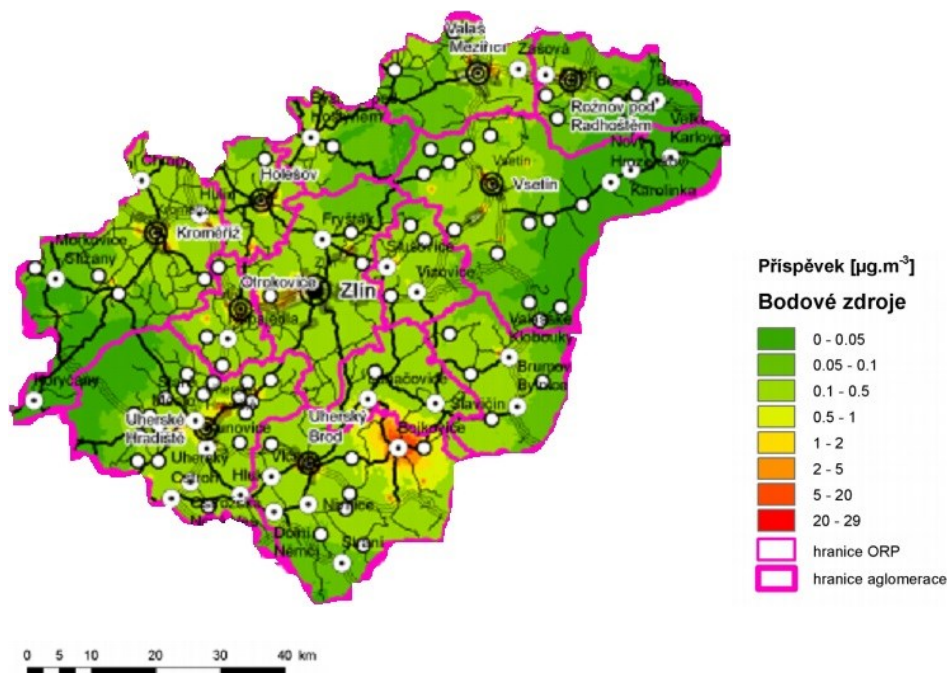 Valaš
Meziříčí
Zašová
Rožnov pod
Radhoštěm
Velké
Karlovice
Nový
Hrozenkov
Karolinka
Hostýnem
Vsetín
Vsetín
Holešov
Hulín
Kroměříž
Morkovice
Slížany
Fryšták
Slušovice
Vizovice
Otrokovice
Zlín
Napajedla
Valašské
Klobouky
Brumov
Bylnice
Koryčany
Staré
Město
Luhačovice
Slavičín
Uherské
Hradiště
Kunovice
Uherský
Brod
Bojkovice
Uherský
Ostroh
Hluk
Vlčnov
Nivnice
Dolní
Němčí
Strání
Příspěvek [µg.m-3]
Bodové zdroje
0 - 0.05
0.05 - 0.1
0.1 - 0.5
0.5 - 1
1 - 2
2 - 5
5 - 20
20 - 29
hranice ORP
hranice aglomerace
0 5 10 20 30 40 km